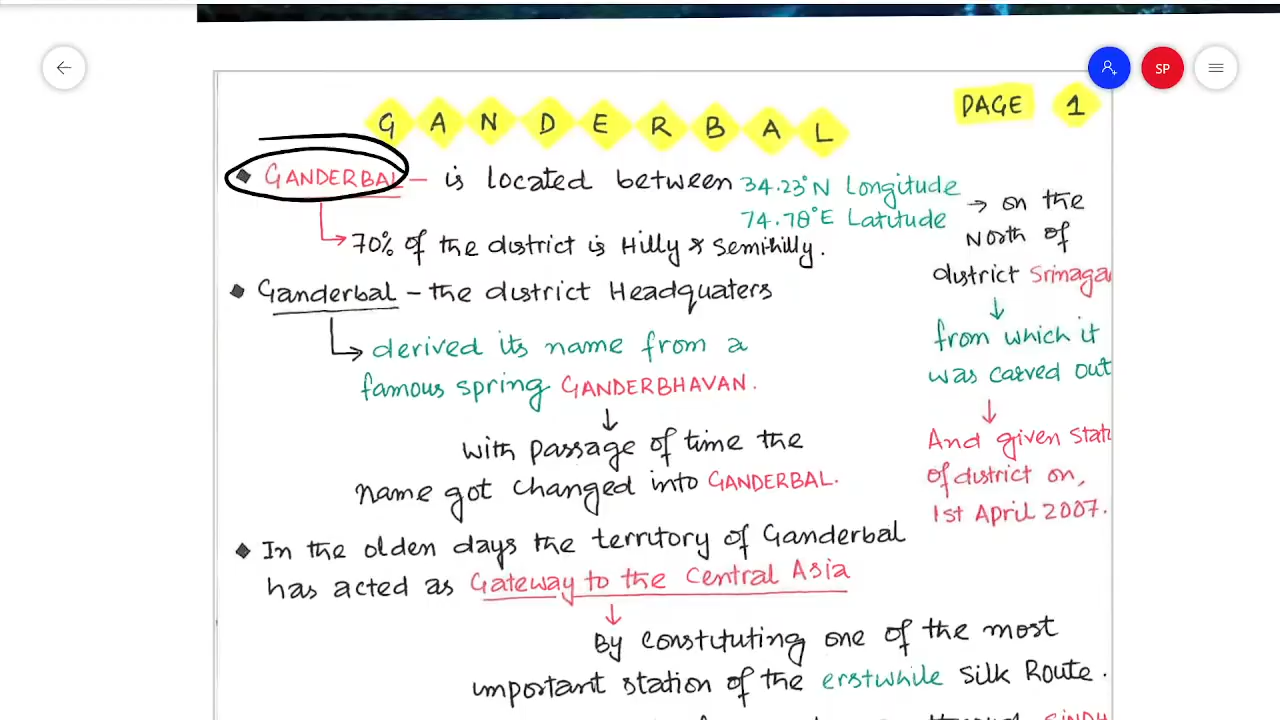 SP
GANDERBAL
PAGE 1
GANDERBAL - is located between 34.23°N Longitude
74.78°E Latitude
→ on the
North of
district Srinaga
from which it
was carved out
And given stat
of district on,
1st April 2007.
70% of the district is Hilly & Semihilly.
Ganderbal - the district Headquaters
derived its name from a
famous spring GANDERBHAVAN.
with passage of time the
name got changed into GANDERBAL.
In the olden days the territory of Ganderbal
has acted as Gateway to the Central Asia
By constituting one of the most
important station of the erstwhile Silk Route.